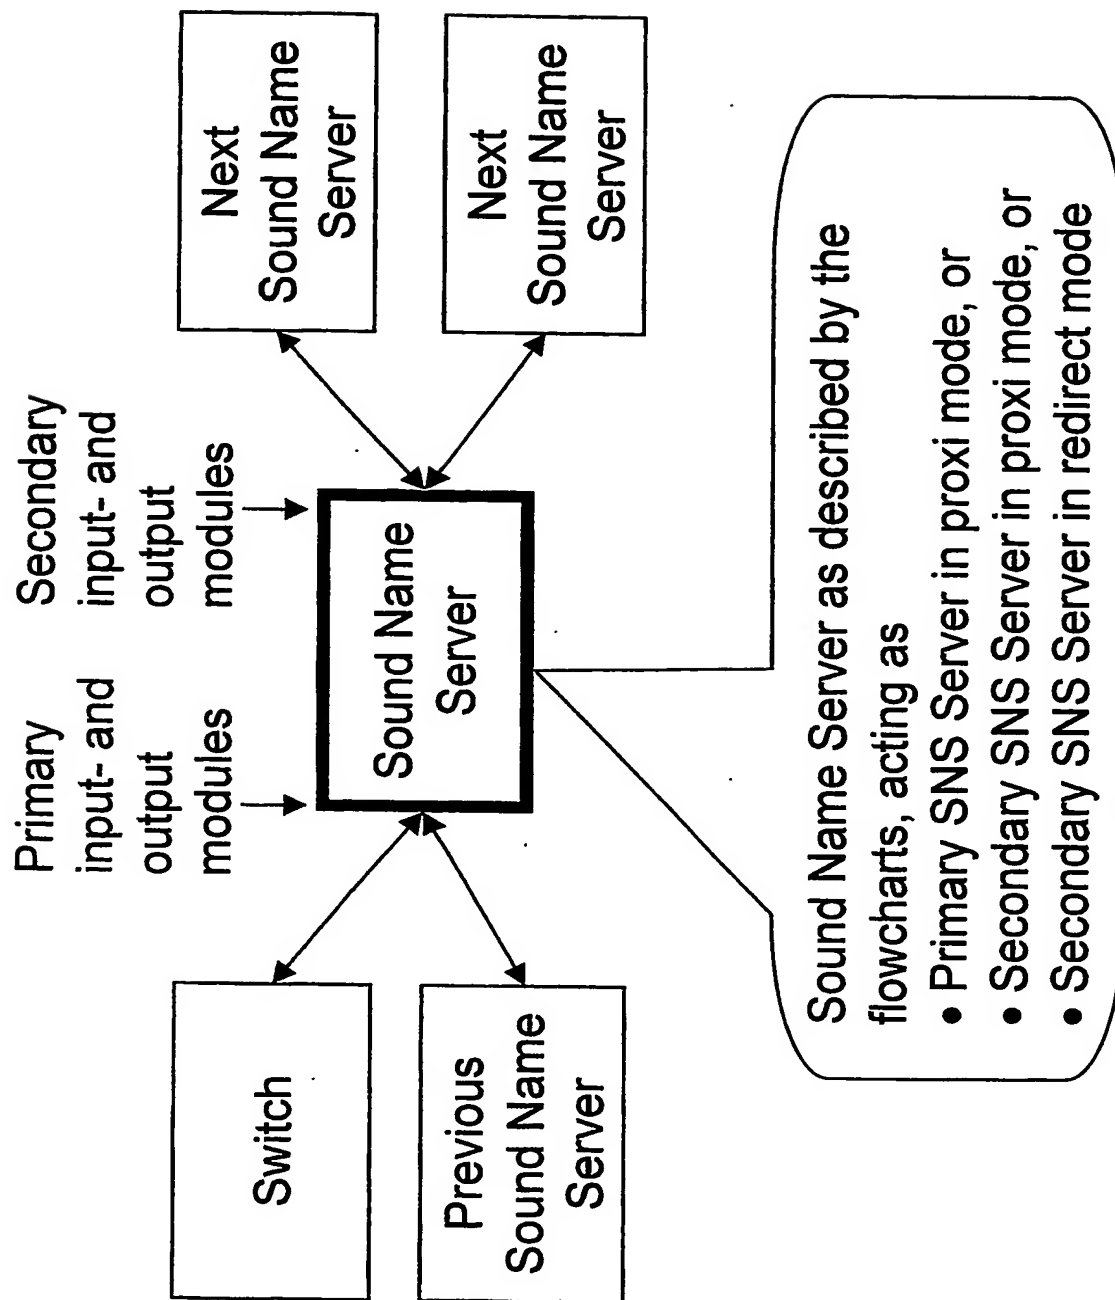 Primary
input- and
output
modules
Secondary
input- and
output
modules
Switch
Previous
Sound Name
Server
Sound Name
Server
Next
Sound Name
Server
Next
Sound Name
Server
Sound Name Server as described by the
flowcharts, acting as
• Primary SNS Server in proxi mode, or
• Secondary SNS Server in proxi mode, or
• Secondary SNS Server in redirect mode